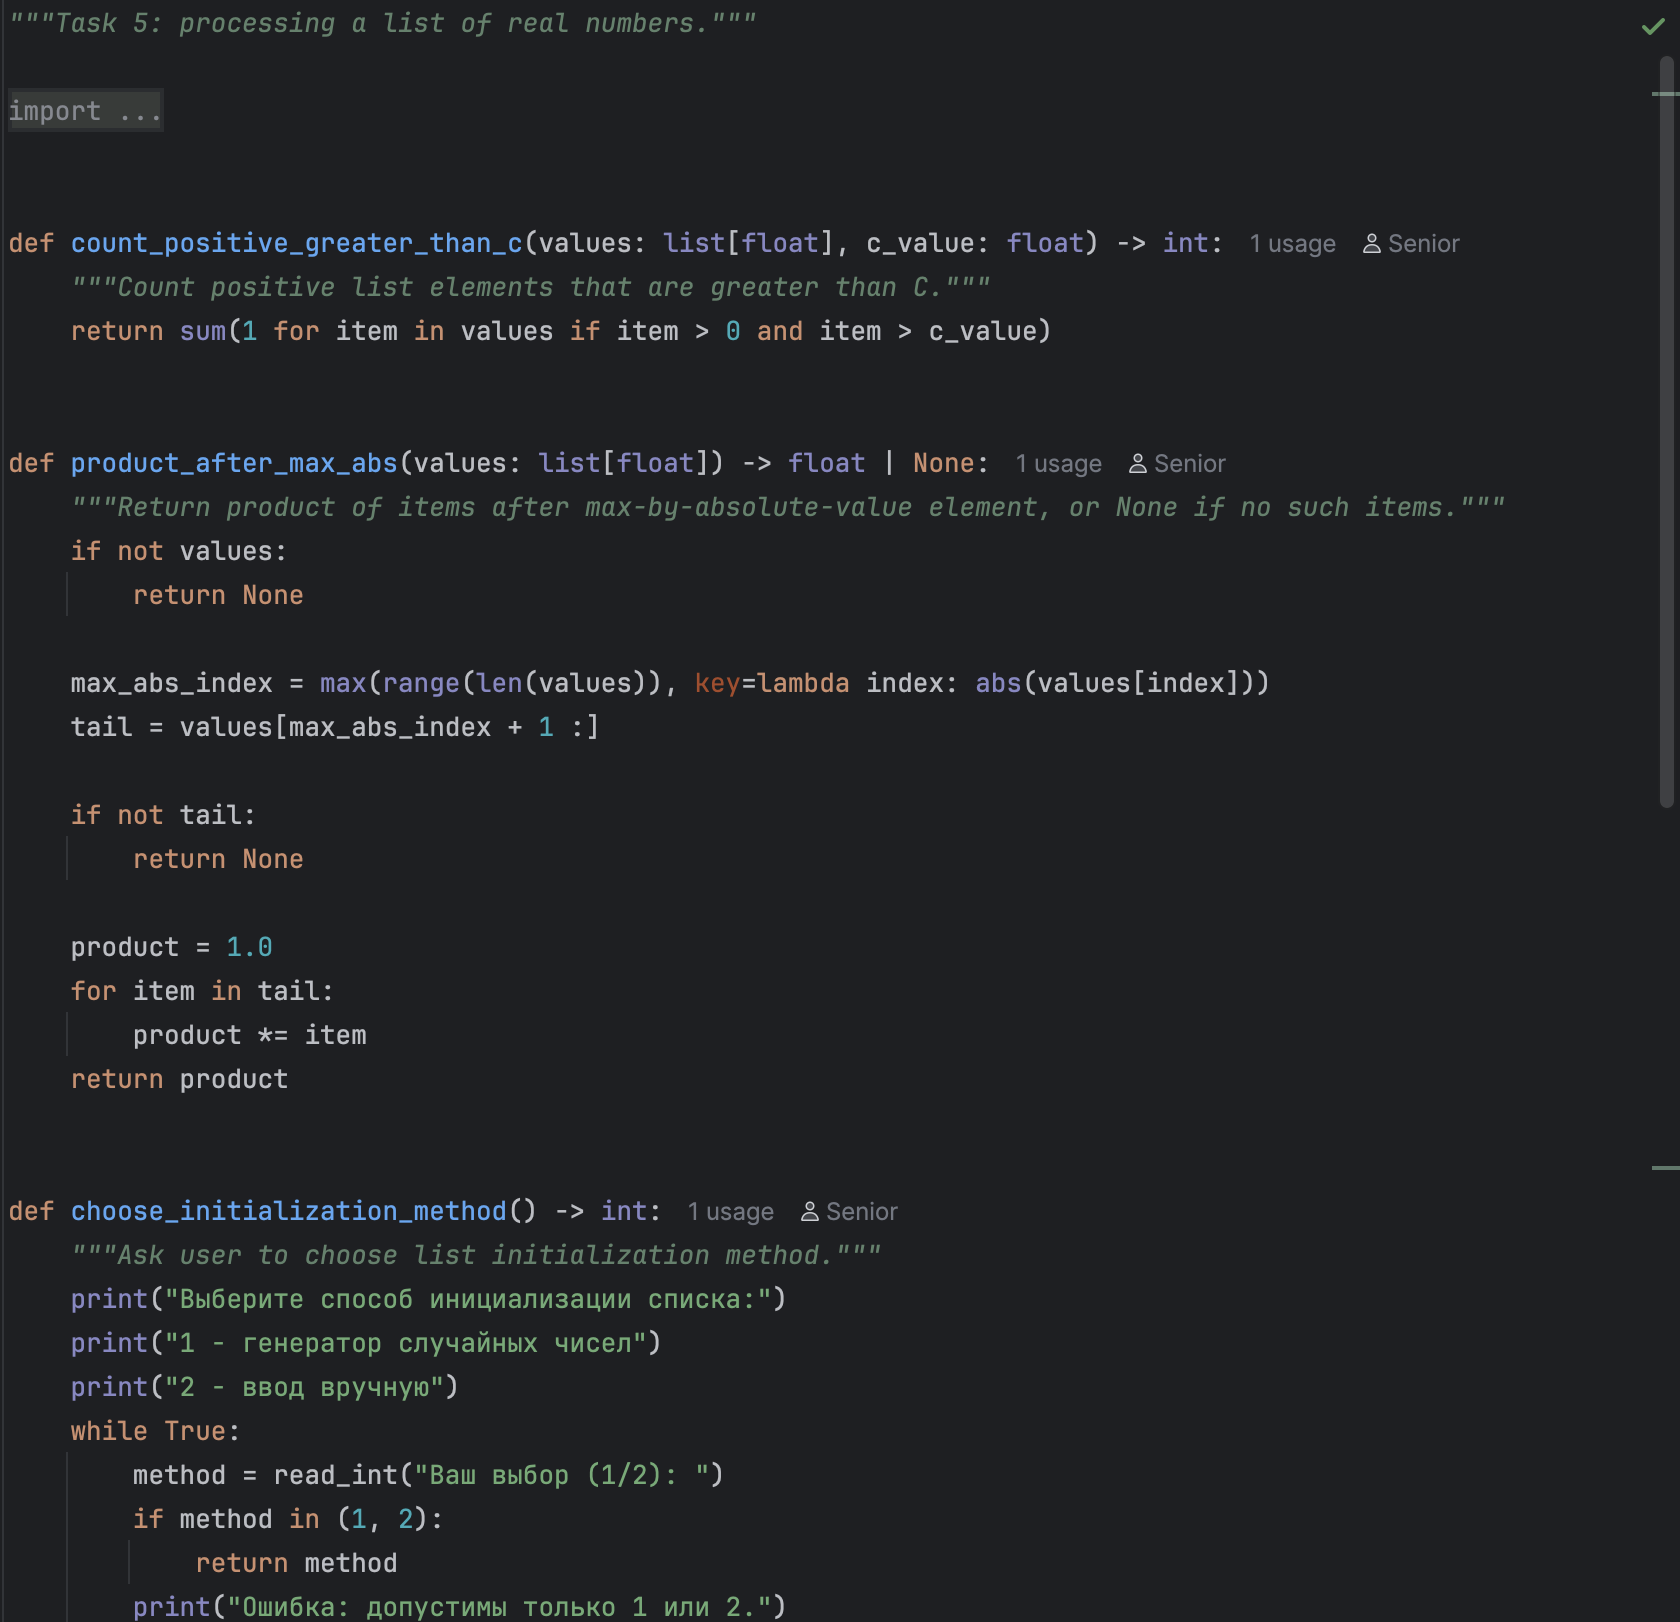 """Task 5: processing a list of real numbers."""
import ...
def count_positive_greater_than_c(values: list[float], c_value: float) -> int: 1 usage Senior
"""Count positive list elements that are greater than C."""
return sum(1 for item in values if item > 0 and item > c_value)
def product_after_max_abs(values: list[float]) -> float | None: 1 usage Senior
"""Return product of items after max-by-absolute-value element, or None if no such items."""
if not values:
return None
max_abs_index = max(range(len(values)), key=lambda index: abs(values[index]))
tail = values[max_abs_index + 1 :]
if not tail:
return None
product = 1.0
for item in tail:
product *= item
return product
def choose_initialization_method() -> int: 1 usage Senior
"""Ask user to choose list initialization method."""
print("Выберите способ инициализации списка:")
print("1 - генератор случайных чисел")
print("2 - ввод вручную")
while True:
method = read_int("Ваш выбор (1/2): ")
if method in (1, 2):
return method
print("Ошибка: допустимы только 1 или 2.")